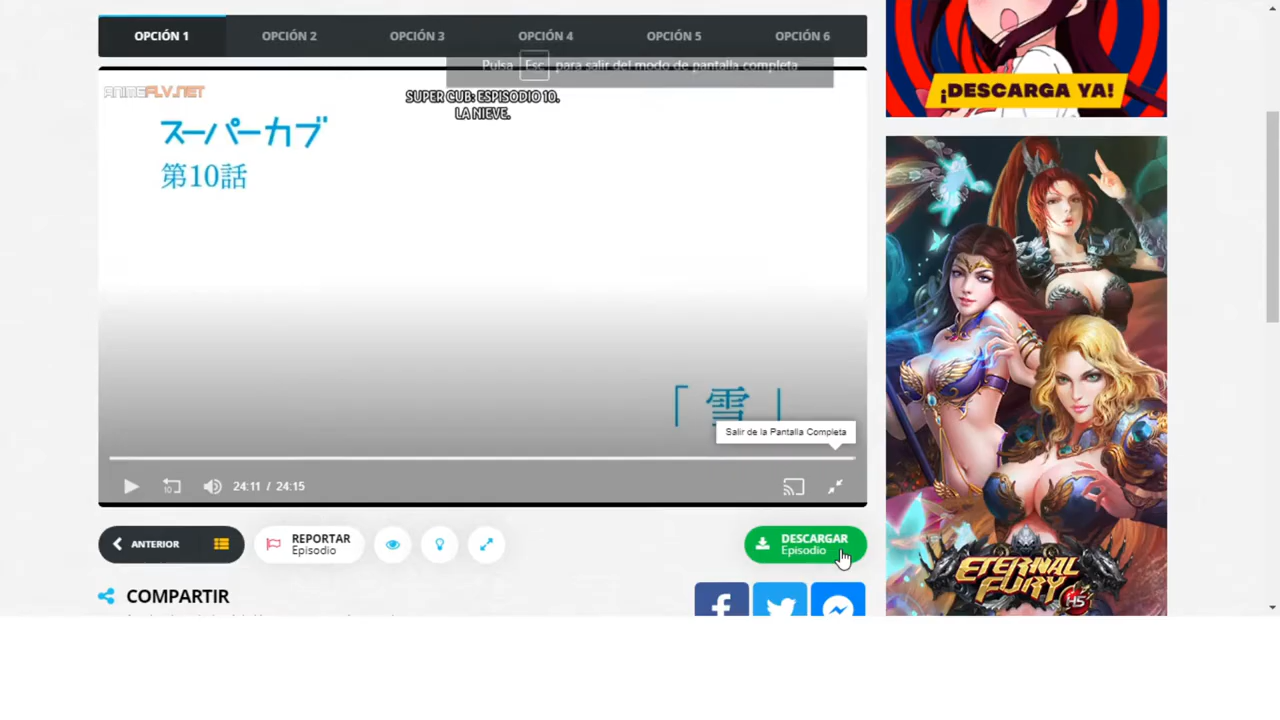 OPCIÓN 1
OPCIÓN 2
OPCIÓN 3
OPCIÓN 4
OPCIÓN 5
OPCIÓN 6
Pulsa Esc para salir del modo de pantalla completa
ANIMEFLV.NET
SUPER CUB: ESPISODIO 10.
LA NIEVE.
スーパーカブ
第10話
「雪」
Salir de la Pantalla Completa
10
24:11 / 24:15
ANTERIOR
REPORTAR
Episodio
DESCARGAR
Episodio
COMPARTIR
¡DESCARGA YA!
ETERNAL
FURY
H5